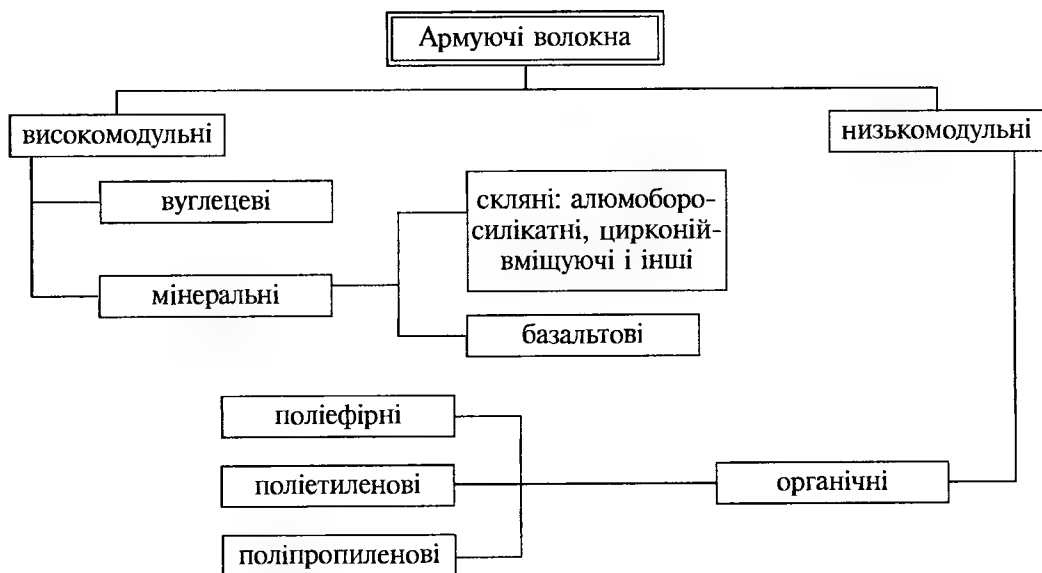 Армуючі волокна
високомодульні
низькомодульні
вуглецеві
скляні: алюмоборо-
силікатні, цирконій-
вміщуючі і інші
мінеральні
базальтові
поліефірні
поліетиленові
органічні
поліпропиленові